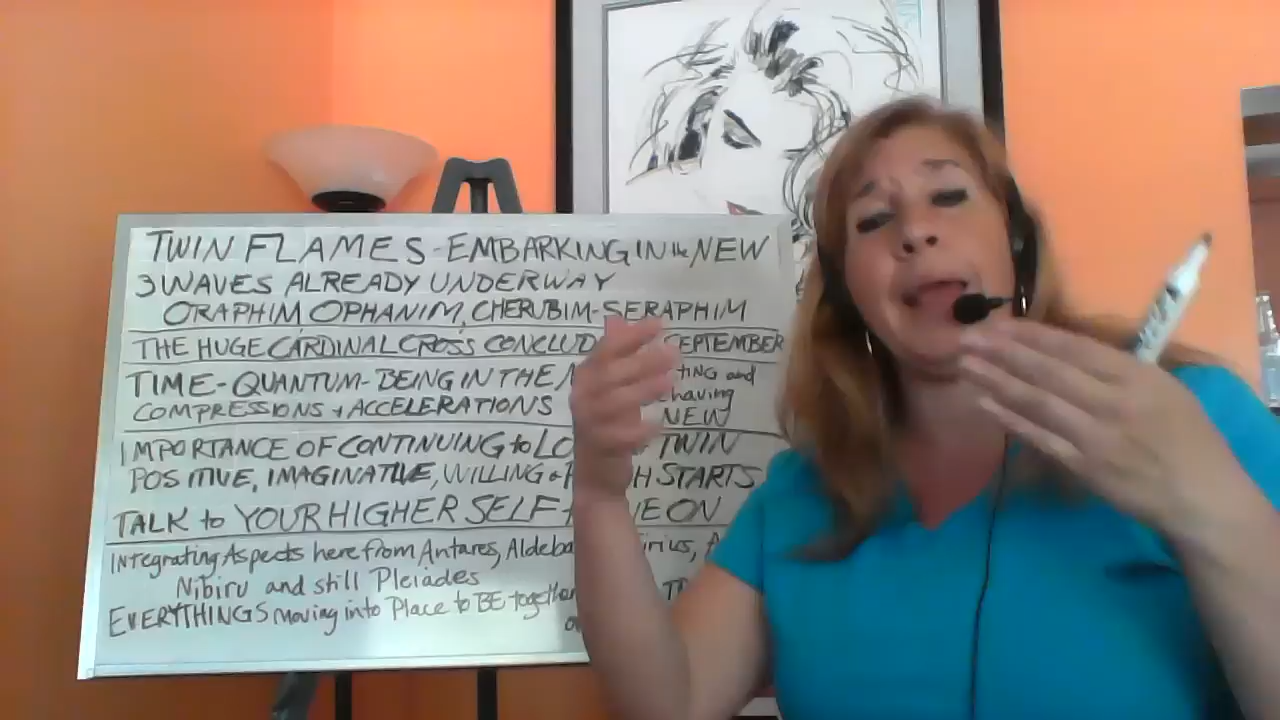 TWIN FLAMES - EMBARKING IN the NEW
3 WAVES ALREADY UNDERWAY
ORAPHIM OPHANIM, CHERUBIM-SERAPHIM
THE HUGE CARDINAL CROSS CONCLUD SEPTEMBER
TIME-QUANTUM-BEING IN THE TING and
COMPRESSIONS + ACCELERATIONS having
NEW
IMPORTANCE OF CONTINUING to LO TWIN
POSITIVE, IMAGINATIVE, WILLING & H STARTS
TALK to YOUR HIGHER SELF + NE ON
Integrating Aspects here from Antares, Aldeba irius, A
Nibiru and still Pleiades
EVERYTHINGS moving into Place to BE together